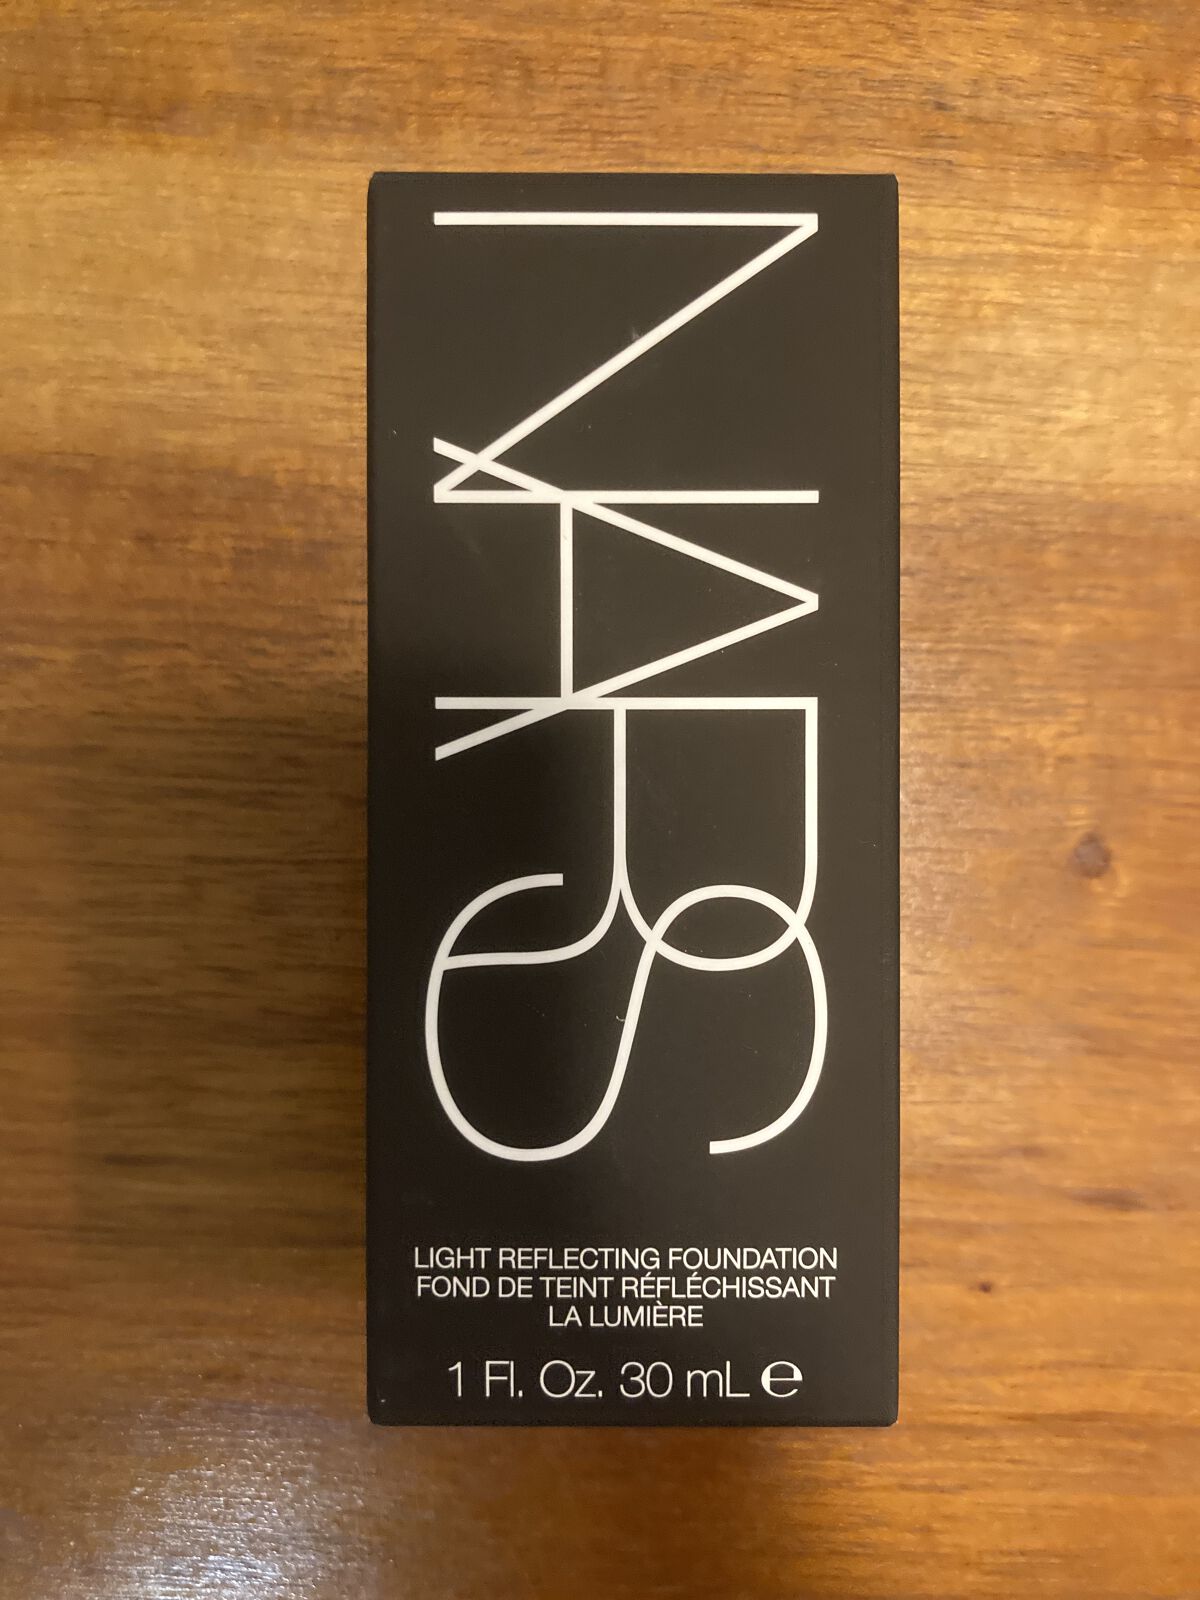 NARS
LIGHT REFLECTING FOUNDATION
FOND DE TEINT RÉFLÉCHISSANT
LA LUMIÈRE
1 Fl. Oz. 30 mL ℮